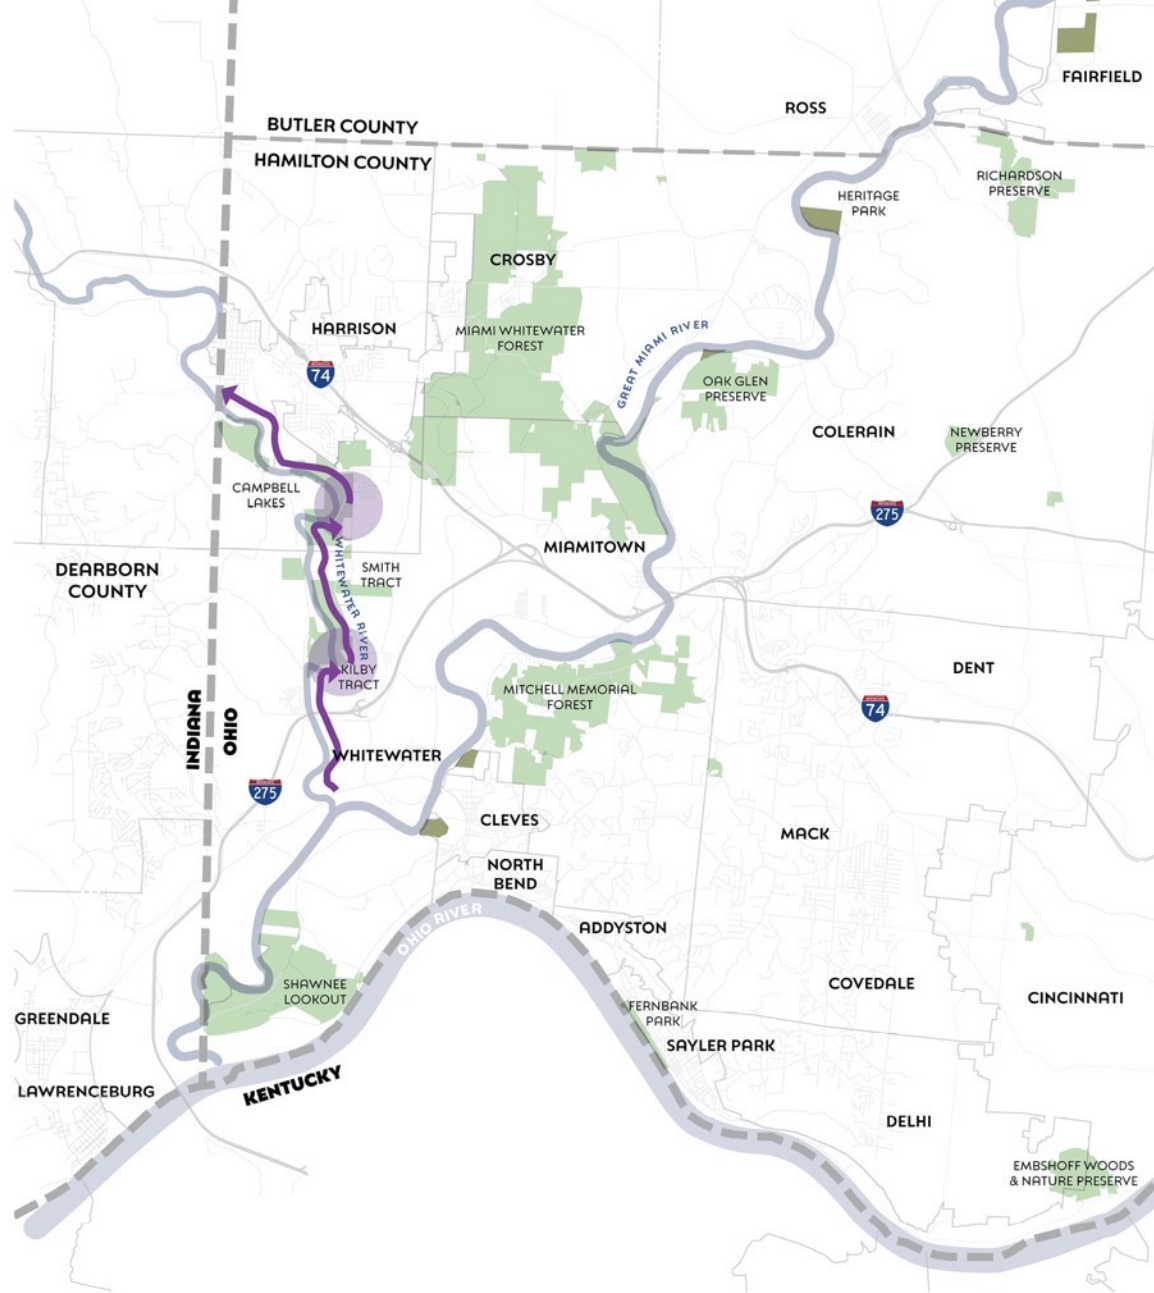 FAIRFIELD
ROSS
BUTLER COUNTY
HAMILTON COUNTY
RICHARDSON
PRESERVE
HERITAGE
PARK
CROSBY
HARRISON
MIAMI WHITEWATER
FOREST
GREAT MIAMI RIVER
74
OAK GLEN
PRESERVE
COLERAIN
NEWBERRY
PRESERVE
CAMPBELL
LAKES
275
MIAMITOWN
WHITEWATER RIVER
DEARBORN
COUNTY
SMITH
TRACT
DENT
KILBY
TRACT
MITCHELL MEMORIAL
FOREST
74
INDIANA
OHIO
WHITEWATER
275
CLEVES
MACK
NORTH
BEND
OHIO RIVER
ADDYSTON
SHAWNEE
LOOKOUT
COVEDALE
CINCINNATI
GREENDALE
FERNBANK
PARK
SAYLER PARK
LAWRENCEBURG
KENTUCKY
DELHI
EMBSHOFF WOODS
& NATURE PRESERVE